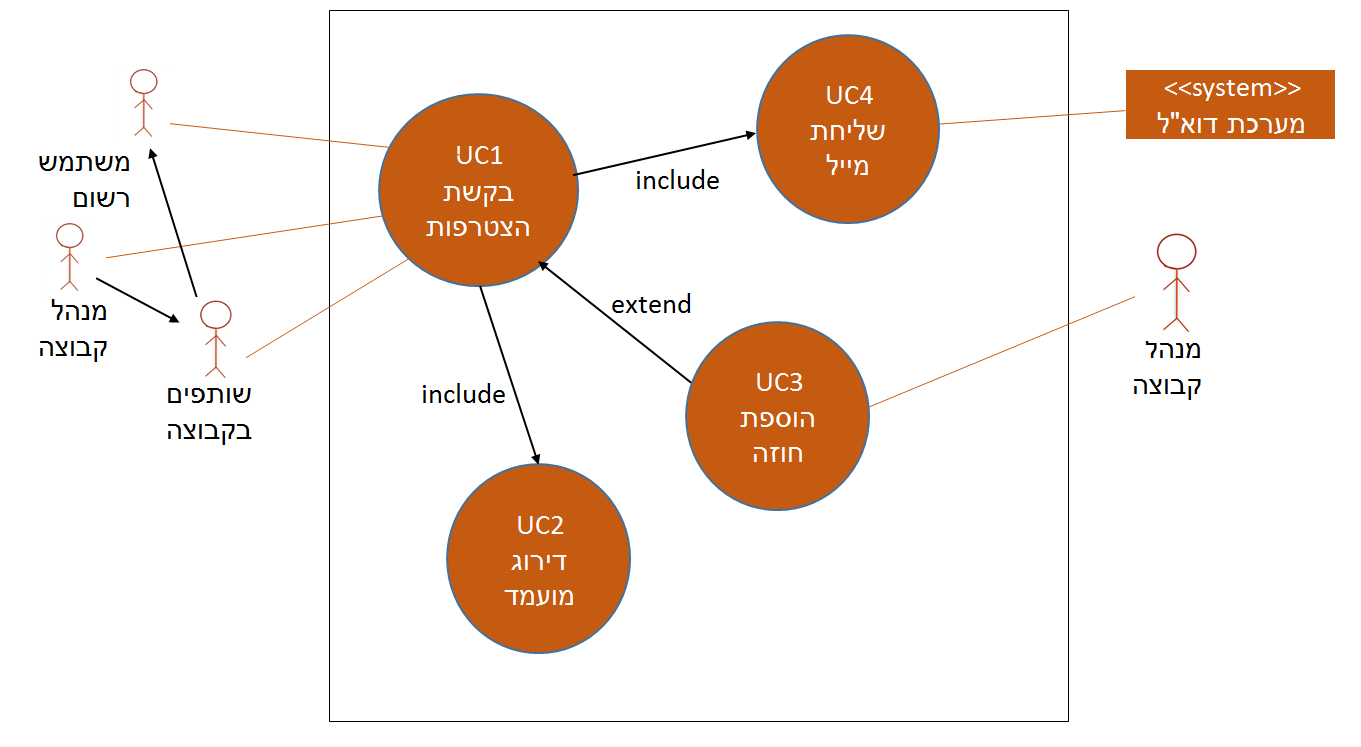 משתמש
רשום
מנהל
קבוצה
שותפים
בקבוצה
UC1
בקשת
הצטרפות
include
UC4
שליחת
מייל
extend
include
UC3
הוספת
חוזה
UC2
דירוג
מועמד
<<system>>
מערכת דוא"ל
מנהל
קבוצה